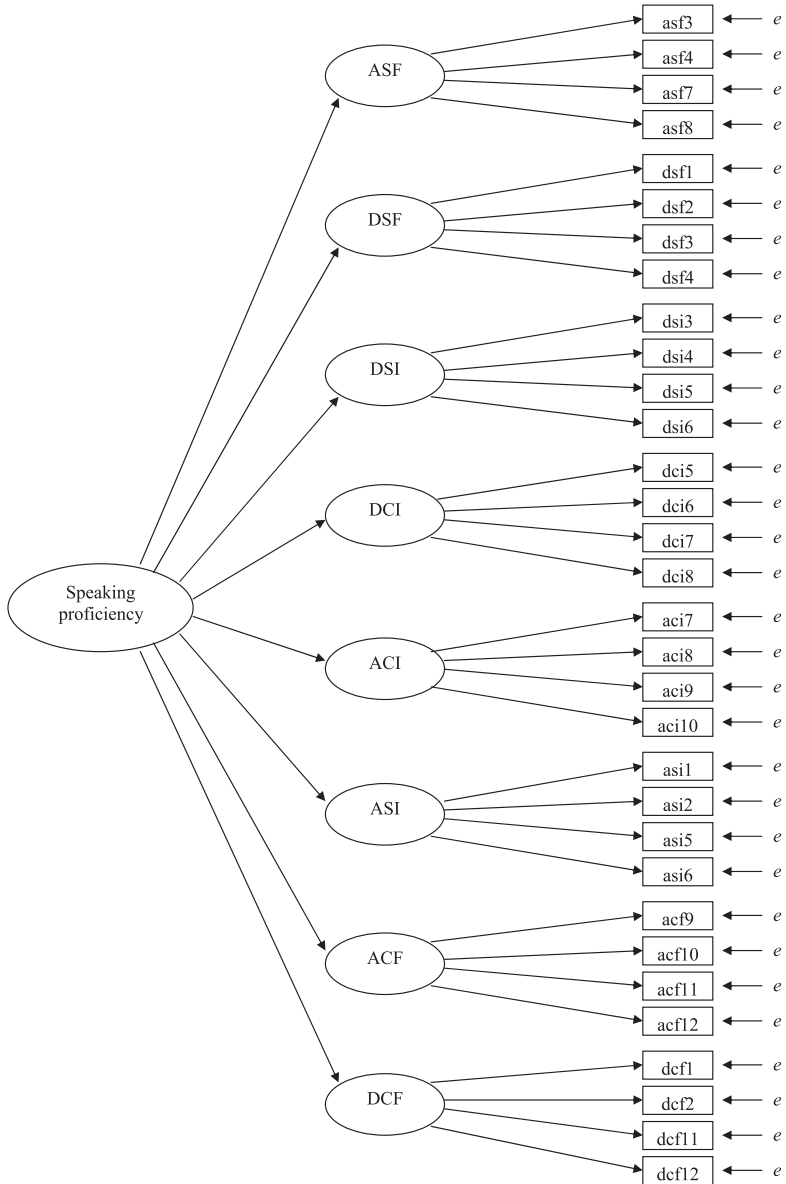 asf3 e
asf4 e
ASF
asf7 e
asf8 e
dsf1 e
dsf2 e
DSF
dsf3 e
dsf4 e
dsi3 e
dsi4 e
DSI
dsi5 e
dsi6 e
dci5 e
dci6 e
DCI
dci7 e
dci8 e
Speaking
proficiency
aci7 e
aci8 e
ACI
aci9 e
aci10 e
asi1 e
asi2 e
ASI
asi5 e
asi6 e
acf9 e
acf10 e
ACF
acf11 e
acf12 e
dcf1 e
dcf2 e
DCF
dcf11 e
dcf12 e